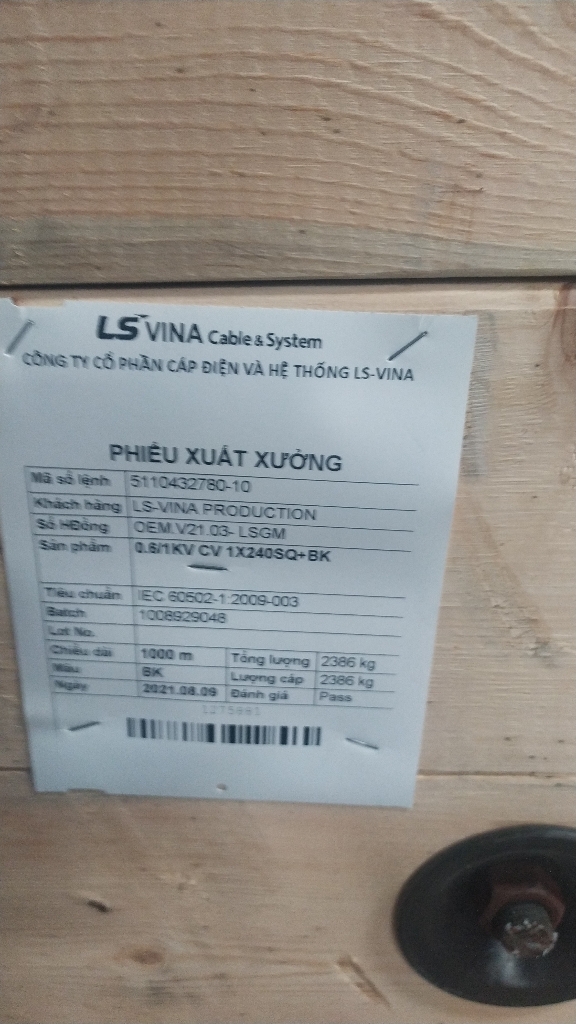 LS VINA Cable & System
CÔNG TY CỔ PHẦN CÁP ĐIỆN VÀ HỆ THỐNG LS-VINA
PHIẾU XUẤT XƯỞNG
Mã số lệnh 5110432780-10
Khách hàng LS-VINA PRODUCTION
Số HĐồng OEM.V21.03- LSGM
Sản phẩm 0.6/1KV CV 1X240SQ+BK
Tiêu chuẩn IEC 60502-1:2009-003
Batch 1008929048
Lot No.
Chiều dài 1000 m Tổng lượng 2386 kg
Màu BK Lượng cáp 2386 kg
Ngày 2021.08.09 Đánh giá Pass